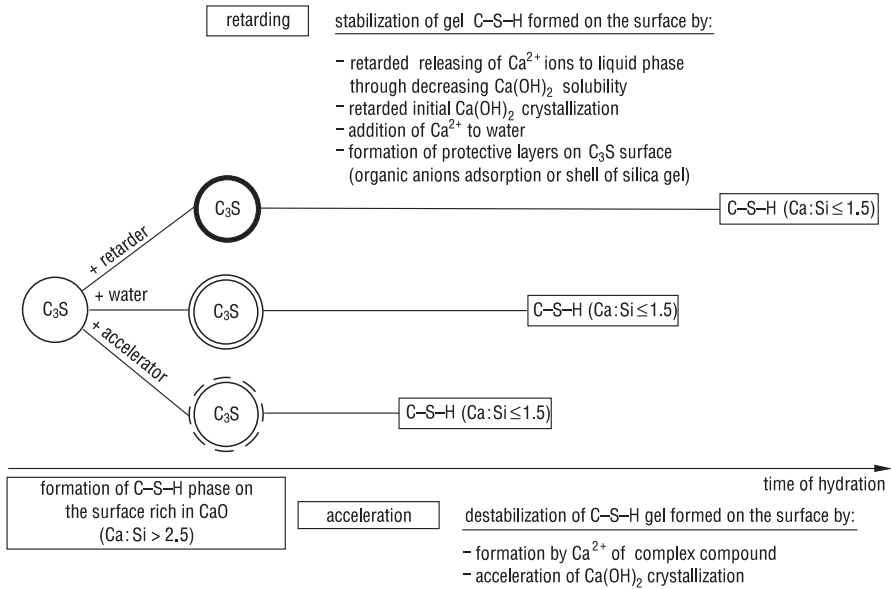 retarding
stabilization of gel C–S–H formed on the surface by:
– retarded releasing of Ca²⁺ ions to liquid phase
through decreasing Ca(OH)₂ solubility
– retarded initial Ca(OH)₂ crystallization
– addition of Ca²⁺ to water
– formation of protective layers on C₃S surface
(organic anions adsorption or shell of silica gel)
C₃S
C–S–H (Ca:Si≤1.5)
+ retarder
C₃S
+ water
C₃S
C–S–H (Ca:Si≤1.5)
+ accelerator
C₃S
C–S–H (Ca:Si≤1.5)
time of hydration
formation of C–S–H phase on
the surface rich in CaO
(Ca:Si > 2.5)
acceleration
destabilization of C–S–H gel formed on the surface by:
– formation by Ca²⁺ of complex compound
– acceleration of Ca(OH)₂ crystallization